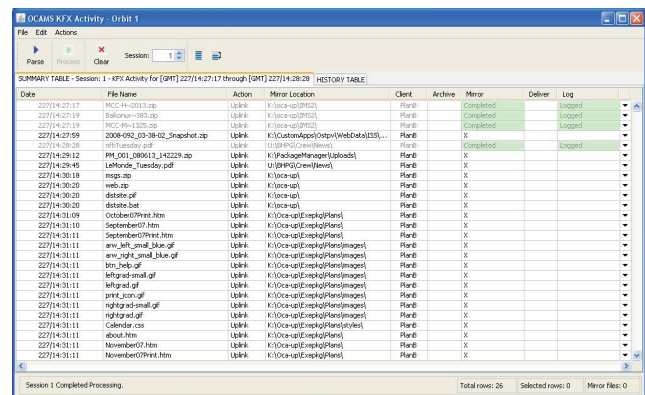 OCAMS KFX Activity - Orbit 1
File Edit Actions
Parse Process Clear Session: 1
SUMMARY TABLE - Session: 1 - KFX Activity for [GMT] 227/14:27:17 through [GMT] 227/14:28:28 HISTORY TABLE
Date File Name Action Mirror Location Client Archive Mirror Deliver Log
227/14:27:17 MCC-H~2013.zip Uplink K:\oca-up\IMS2\ PlanB Completed Logged
227/14:27:19 Baikonur~383.zip Uplink K:\oca-up\IMS2\ PlanB Completed Logged
227/14:27:19 MCC-M~1325.zip Uplink K:\oca-up\IMS2\ PlanB Completed Logged
227/14:27:59 2008-092_03-38-02_Snapshot.zip Uplink K:\CustomApps\Ostpv\WebData\ISS\... PlanB X
227/14:28:28 nfhTuesday.pdf Uplink U:\BHPG\Crew\News\ PlanB Completed Logged
227/14:29:12 PM_001_080613_142229.zip Uplink K:\PackageManager\Uploads\ PlanB X
227/14:29:45 LeMonde_Tuesday.pdf Uplink U:\BHPG\Crew\News\ PlanB X
227/14:30:18 msgs.zip Uplink K:\oca-up\ PlanB X
227/14:30:20 web.zip Uplink K:\oca-up\ PlanB X
227/14:30:20 distsite.pif Uplink K:\oca-up\ PlanB X
227/14:30:20 distsite.bat Uplink K:\oca-up\ PlanB X
227/14:31:09 October07Print.htm Uplink K:\Oca-up\Exepkg\Plans\ PlanB X
227/14:31:10 September07.htm Uplink K:\Oca-up\Exepkg\Plans\ PlanB X
227/14:31:11 September07Print.htm Uplink K:\Oca-up\Exepkg\Plans\ PlanB X
227/14:31:11 arw_left_small_blue.gif Uplink K:\Oca-up\Exepkg\Plans\images\ PlanB X
227/14:31:11 arw_right_small_blue.gif Uplink K:\Oca-up\Exepkg\Plans\images\ PlanB X
227/14:31:11 btn_help.gif Uplink K:\Oca-up\Exepkg\Plans\images\ PlanB X
227/14:31:11 leftgrad-small.gif Uplink K:\Oca-up\Exepkg\Plans\images\ PlanB X
227/14:31:11 leftgrad.gif Uplink K:\Oca-up\Exepkg\Plans\images\ PlanB X
227/14:31:11 print_icon.gif Uplink K:\Oca-up\Exepkg\Plans\images\ PlanB X
227/14:31:11 rightgrad-small.gif Uplink K:\Oca-up\Exepkg\Plans\images\ PlanB X
227/14:31:11 rightgrad.gif Uplink K:\Oca-up\Exepkg\Plans\images\ PlanB X
227/14:31:11 Calendar.css Uplink K:\Oca-up\Exepkg\Plans\styles\ PlanB X
227/14:31:11 about.htm Uplink K:\Oca-up\Exepkg\Plans\ PlanB X
227/14:31:11 November07.htm Uplink K:\Oca-up\Exepkg\Plans\ PlanB X
227/14:31:11 November07Print.htm Uplink K:\Oca-up\Exepkg\Plans\ PlanB X
Session 1 Completed Processing. Total rows: 26 Selected rows: 0 Mirror files: 0